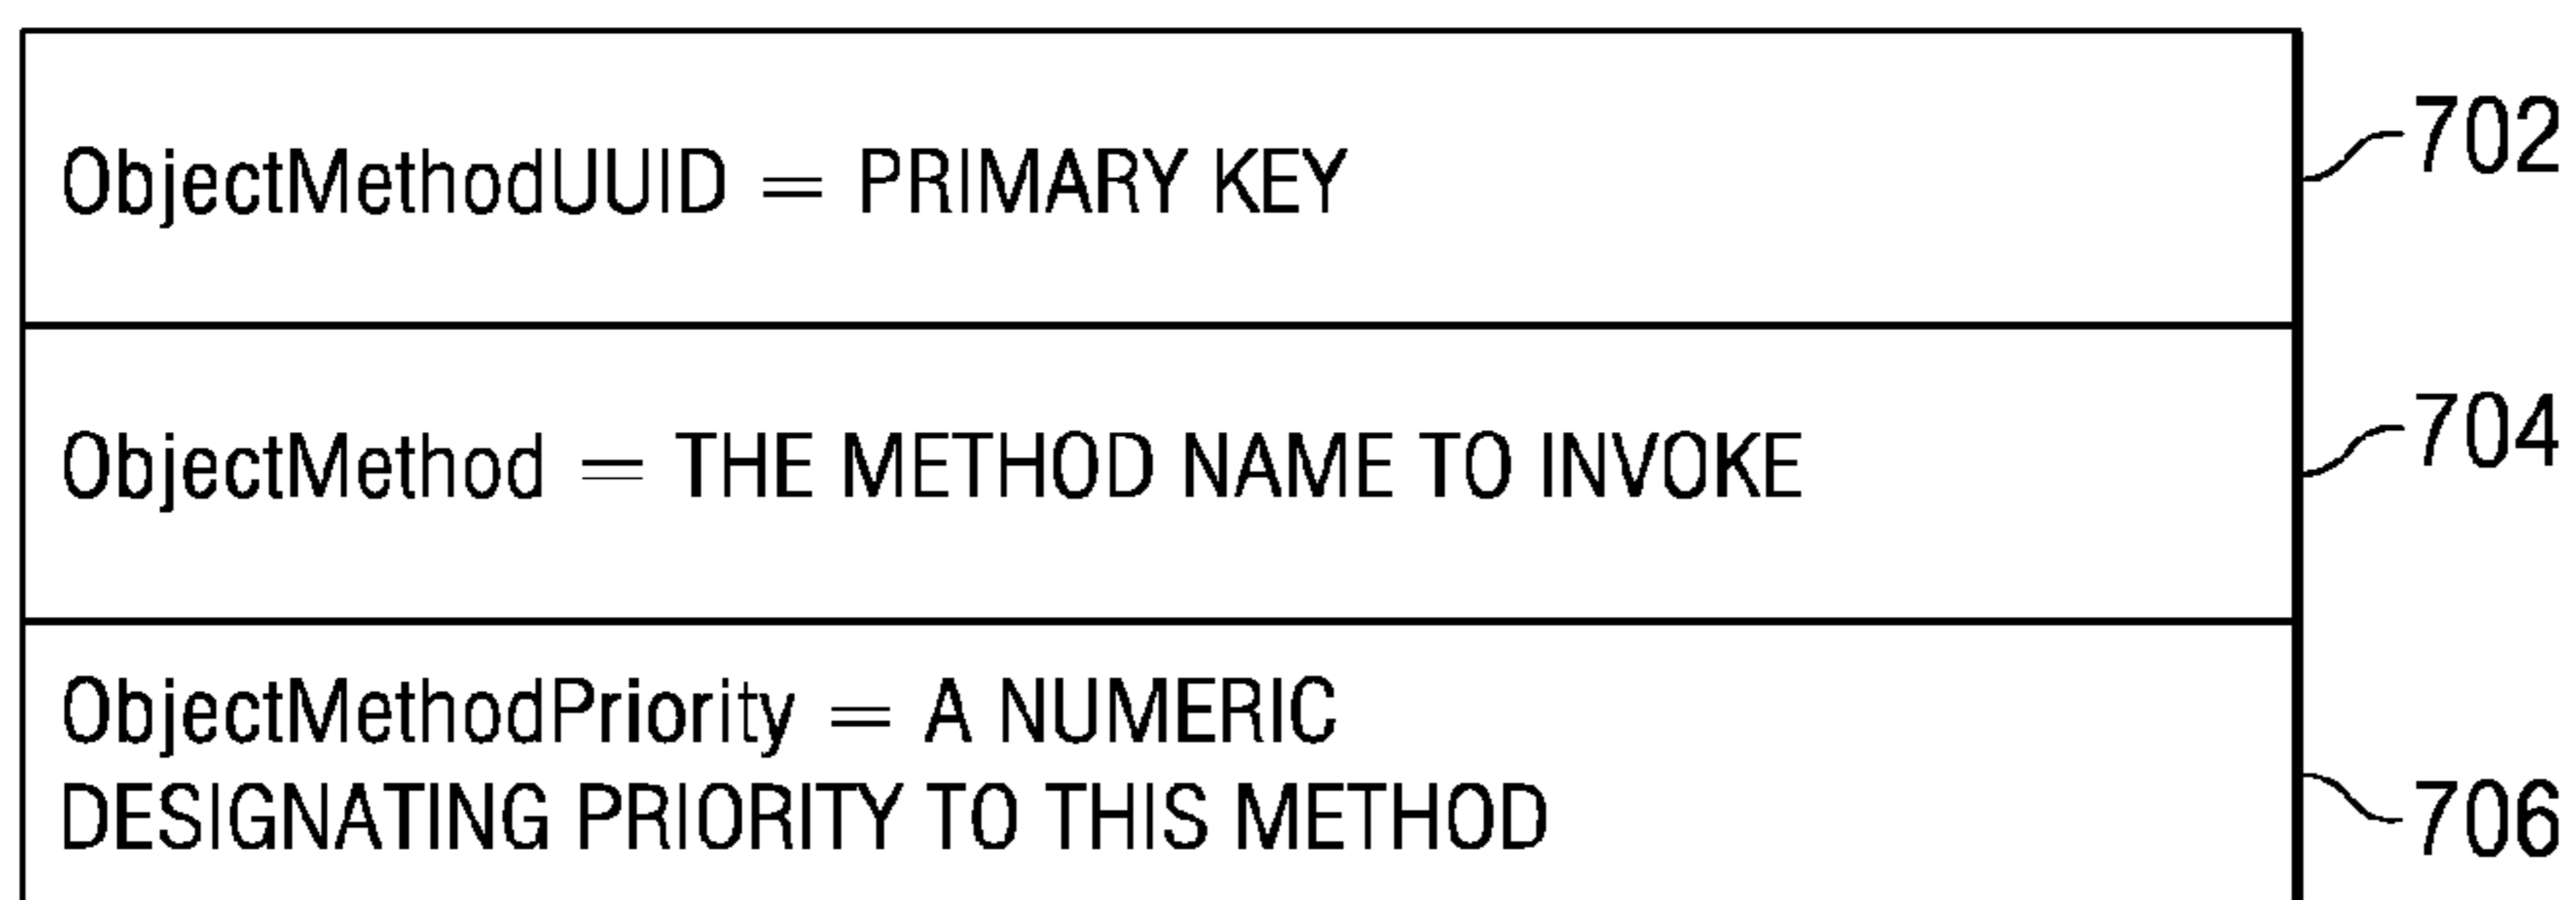 ObjectMethodUUID = PRIMARY KEY
702
ObjectMethod = THE METHOD NAME TO INVOKE
704
ObjectMethodPriority = A NUMERIC
DESIGNATING PRIORITY TO THIS METHOD
706